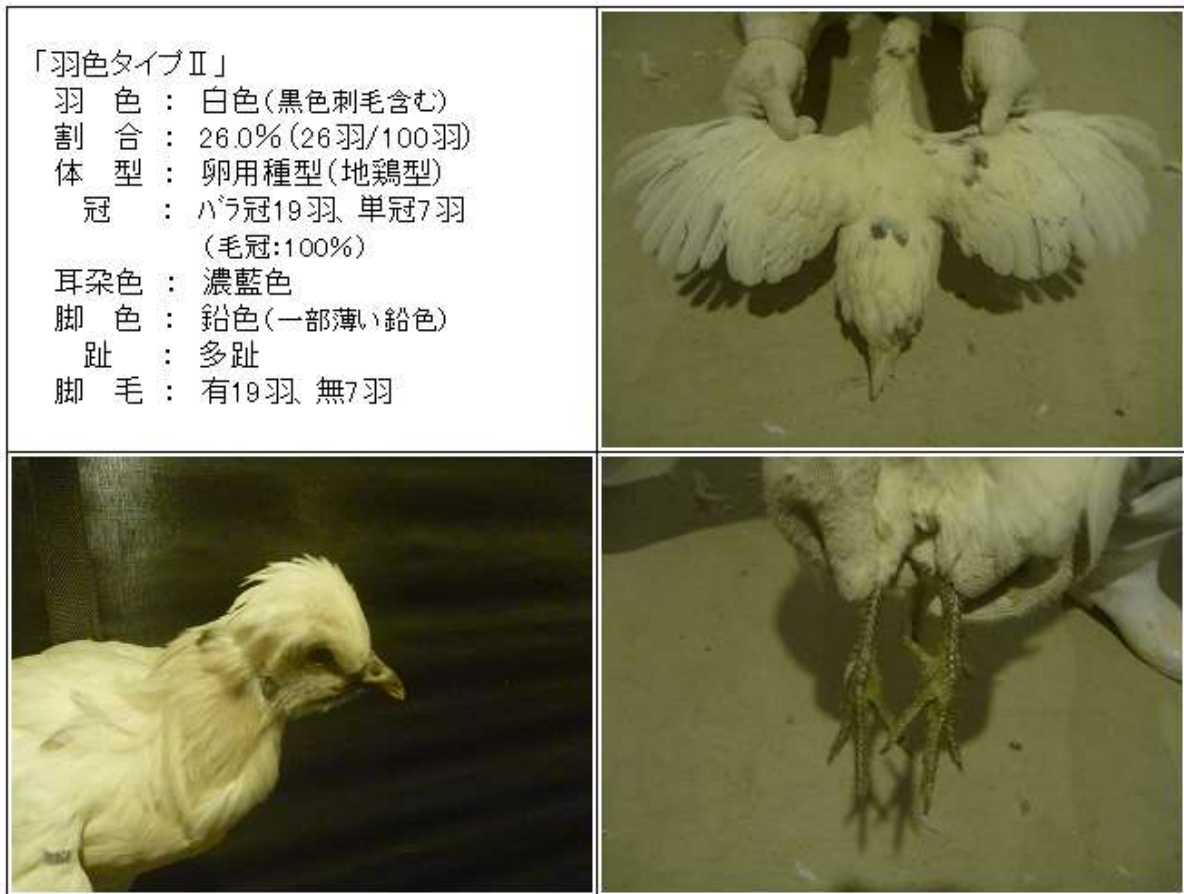 「羽色タイプⅡ」
羽　色 ： 白色(黒色刺毛含む)
割　合 ： 26.0%(26羽/100羽)
体　型 ： 卵用種型(地鶏型)
冠　： バラ冠19羽、単冠7羽
(毛冠:100%)
耳朶色 ： 濃藍色
脚　色 ： 鉛色(一部薄い鉛色)
趾　： 多趾
脚　毛 ： 有19羽、無7羽